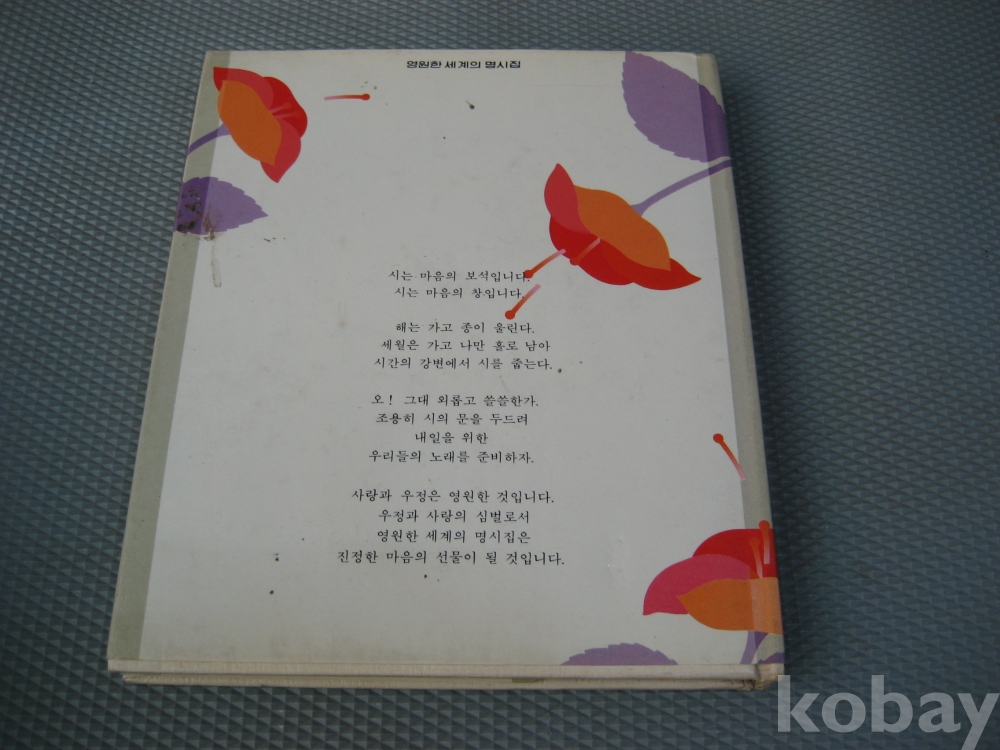 영원한 세계의 명시집
시는 마음의 보석입니다.
시는 마음의 창입니다.
해는 가고 종이 울린다.
세월은 가고 나만 홀로 남아
시간의 강변에서 시를 줍는다.
오! 그대 외롭고 쓸쓸한가.
조용히 시의 문을 두드려
내일을 위한
우리들의 노래를 준비하자.
사랑과 우정은 영원한 것입니다.
우정과 사랑의 심벌로서
영원한 세계의 명시집은
진정한 마음의 선물이 될 것입니다.
kobay